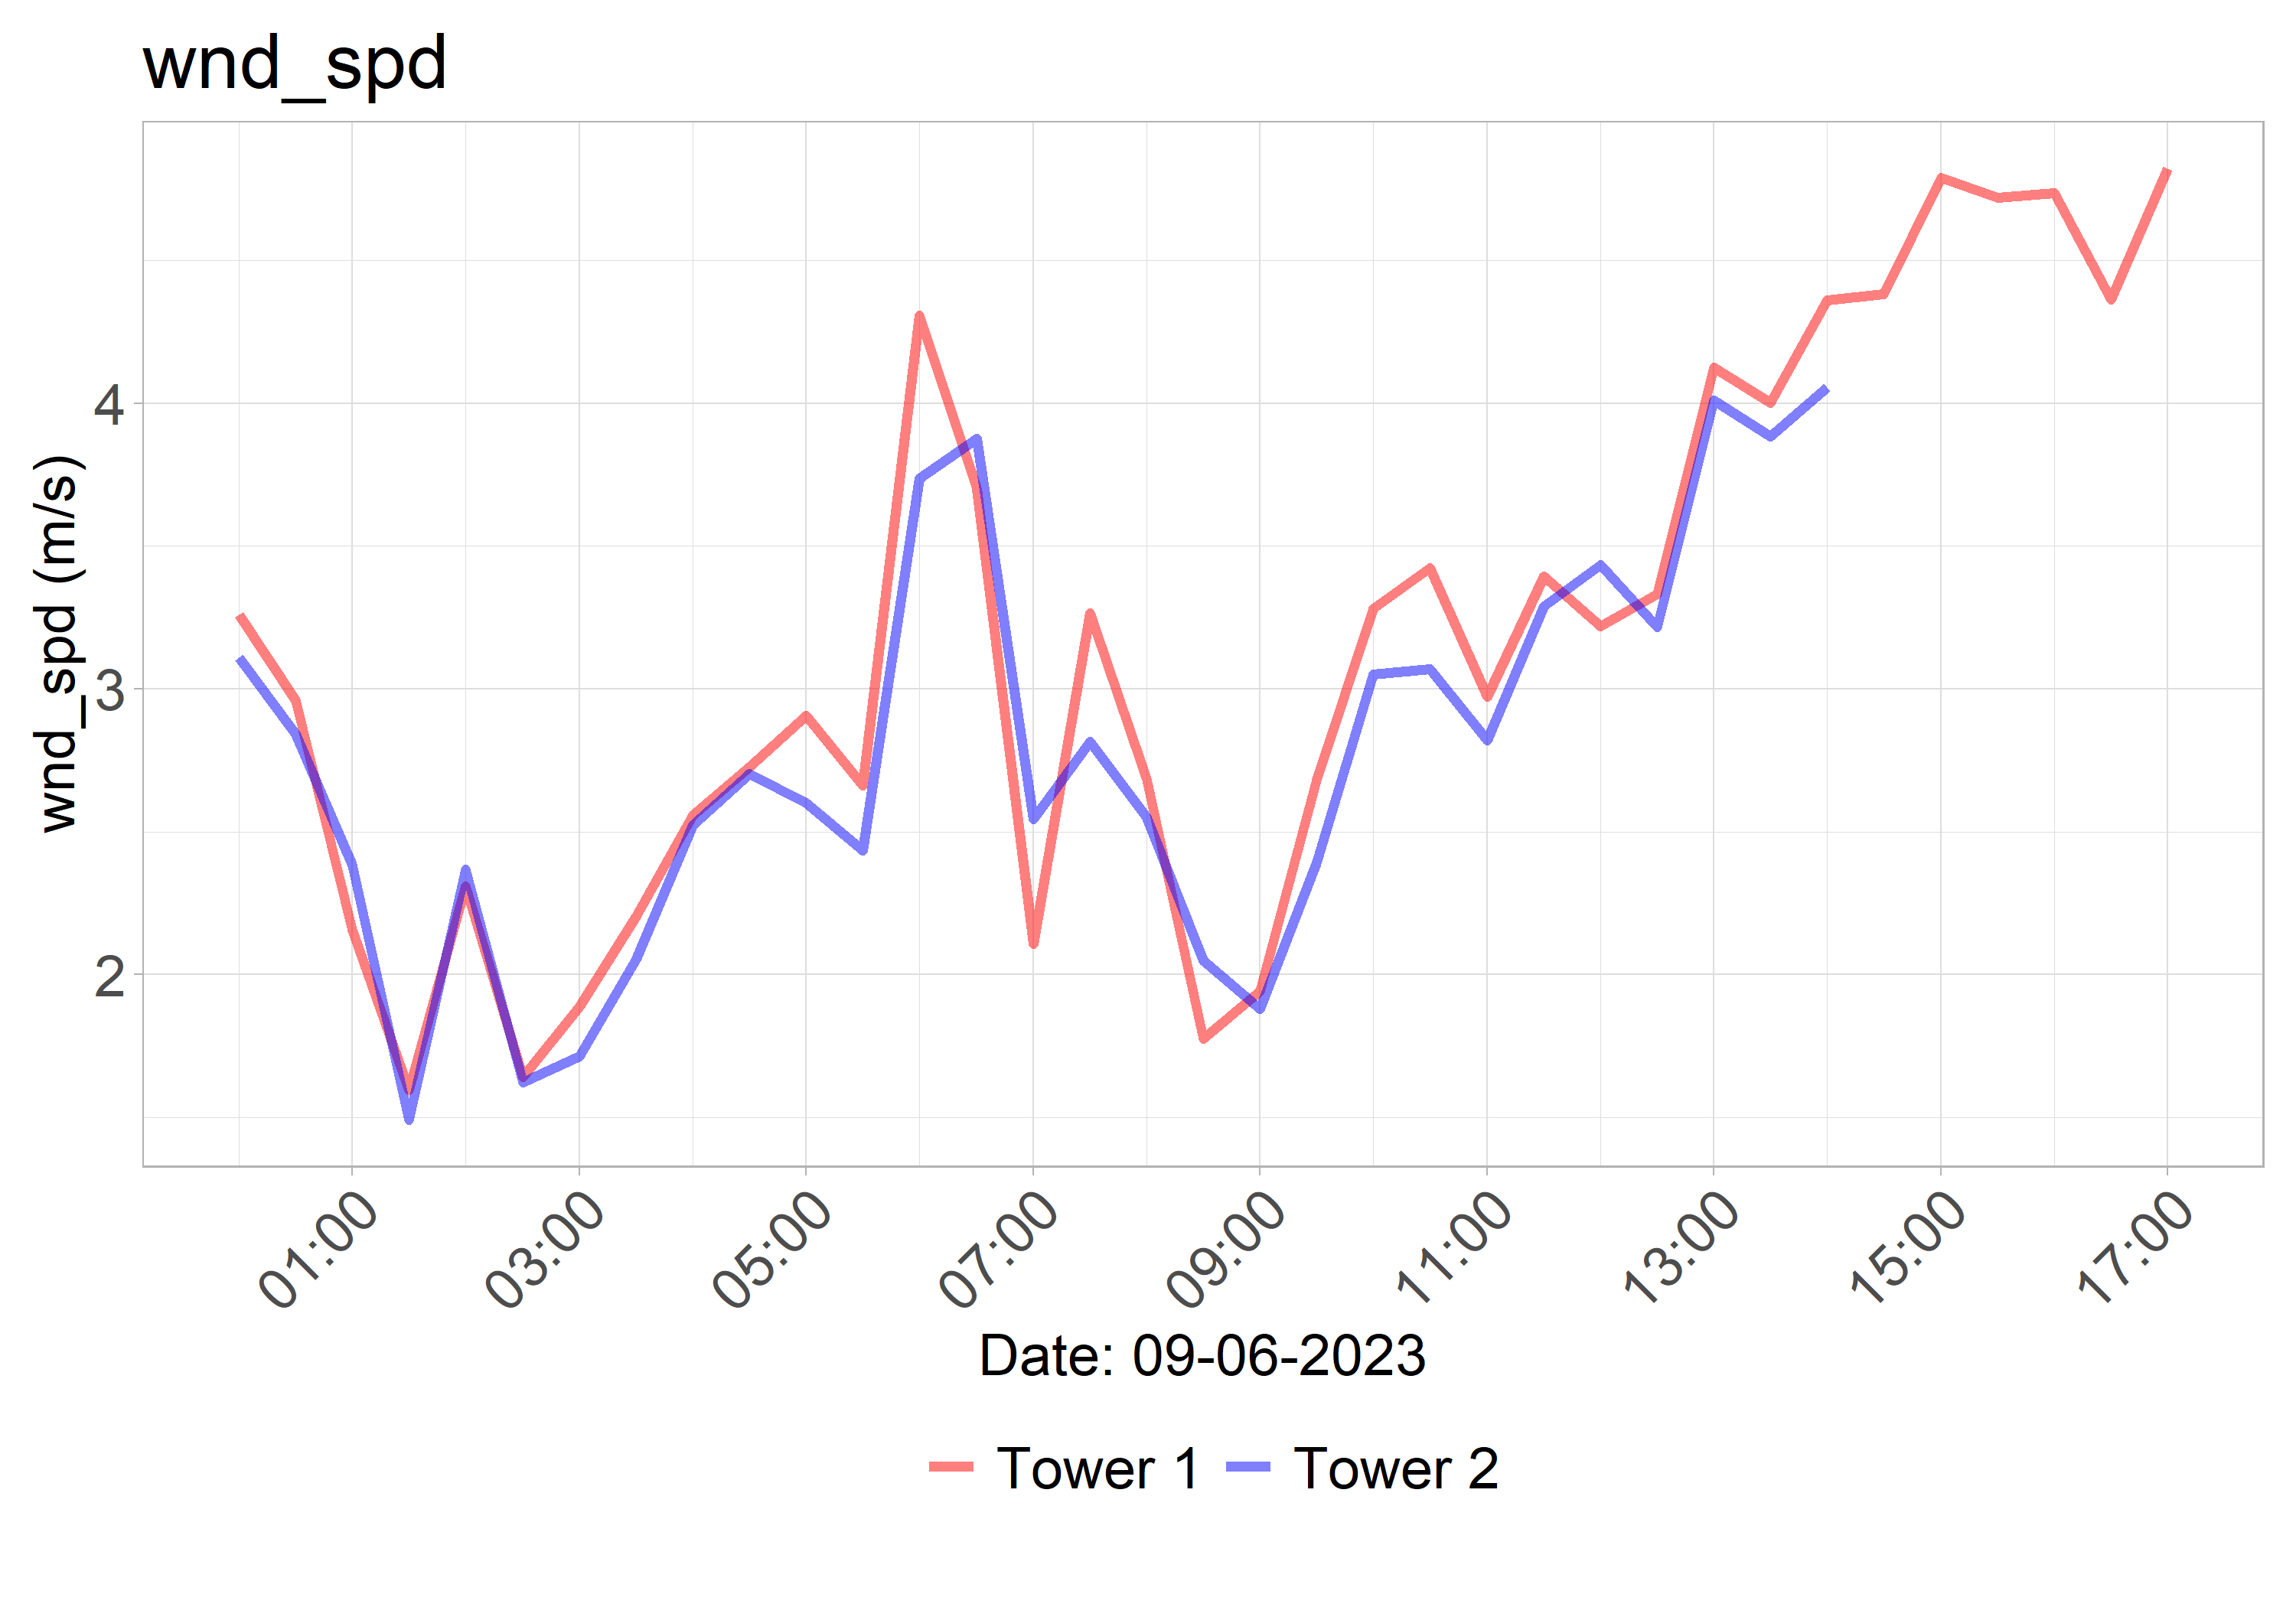 wnd_spd
wnd_spd (m/s)
4
3
2
01:00 03:00 05:00 07:00 09:00 11:00 13:00 15:00 17:00
Date: 09-06-2023
Tower 1 Tower 2